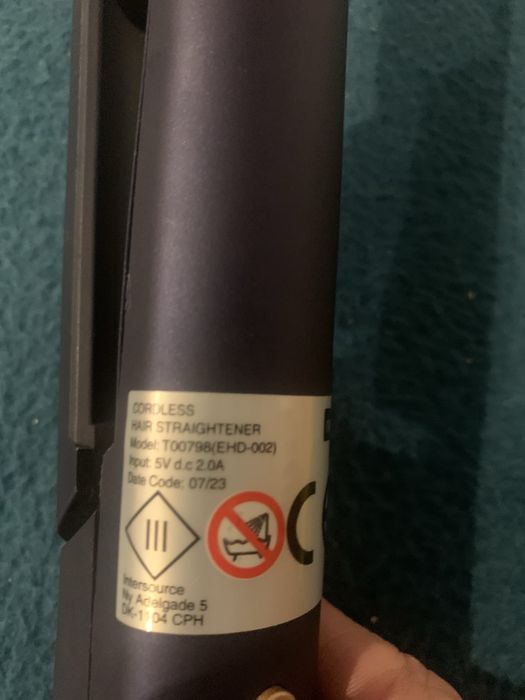 CORDLESS
HAIR STRAIGHTENER
Model: T00798(EHD-002)
Input: 5V d.c 2.0A
Date Code: 07/23
III
C
Intersource
Ny Adelgade 5
DK-1104 CPH